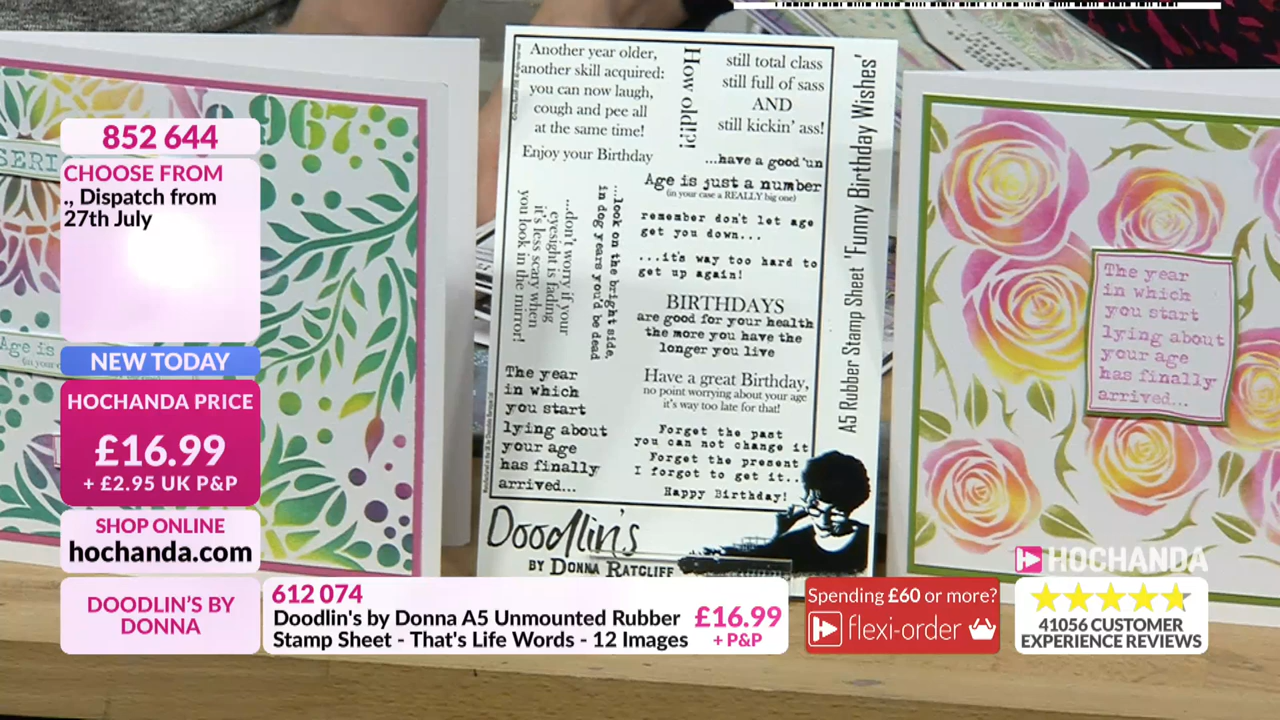 852 644
CHOOSE FROM
., Dispatch from
27th July
NEW TODAY
HOCHANDA PRICE
£16.99
+ £2.95 UK P&P
SHOP ONLINE
hochanda.com
DOODLIN'S BY
DONNA
612 074
Doodlin's by Donna A5 Unmounted Rubber
Stamp Sheet - That's Life Words - 12 Images
£16.99
+ P&P
Spending £60 or more?
flexi-order
HOCHANDA
41056 CUSTOMER
EXPERIENCE REVIEWS
967
SERI
Age is
Another year older,
another skill acquired:
you can now laugh,
cough and pee all
at the same time!
Enjoy your Birthday
How old!?!
still total class
still full of sass
AND
still kickin' ass!
...have a good'un
Age is just a number
(in your case a REALLY big one)
remember don't let age
get you down...
...it's way too hard to
get up again!
...don't worry if your
eyesight is fading
it's less scary when
you look in the mirror!
...look on the bright side,
in dog years you'd be dead
BIRTHDAYS
are good for your health
the more you have the
longer you live
The year
in which
you start
lying about
your age
has finally
arrived...
Have a great Birthday,
no point worrying about your age
it's way too late for that!
Forget the past
you can not change it
Forget the present
I forgot to get it...
Happy Birthday!
A5 Rubber Stamp Sheet 'Funny Birthday Wishes'
Doodlin's
BY DONNA RATCLIFF
The year
in which
you start
lying about
your age
has finally
arrived...